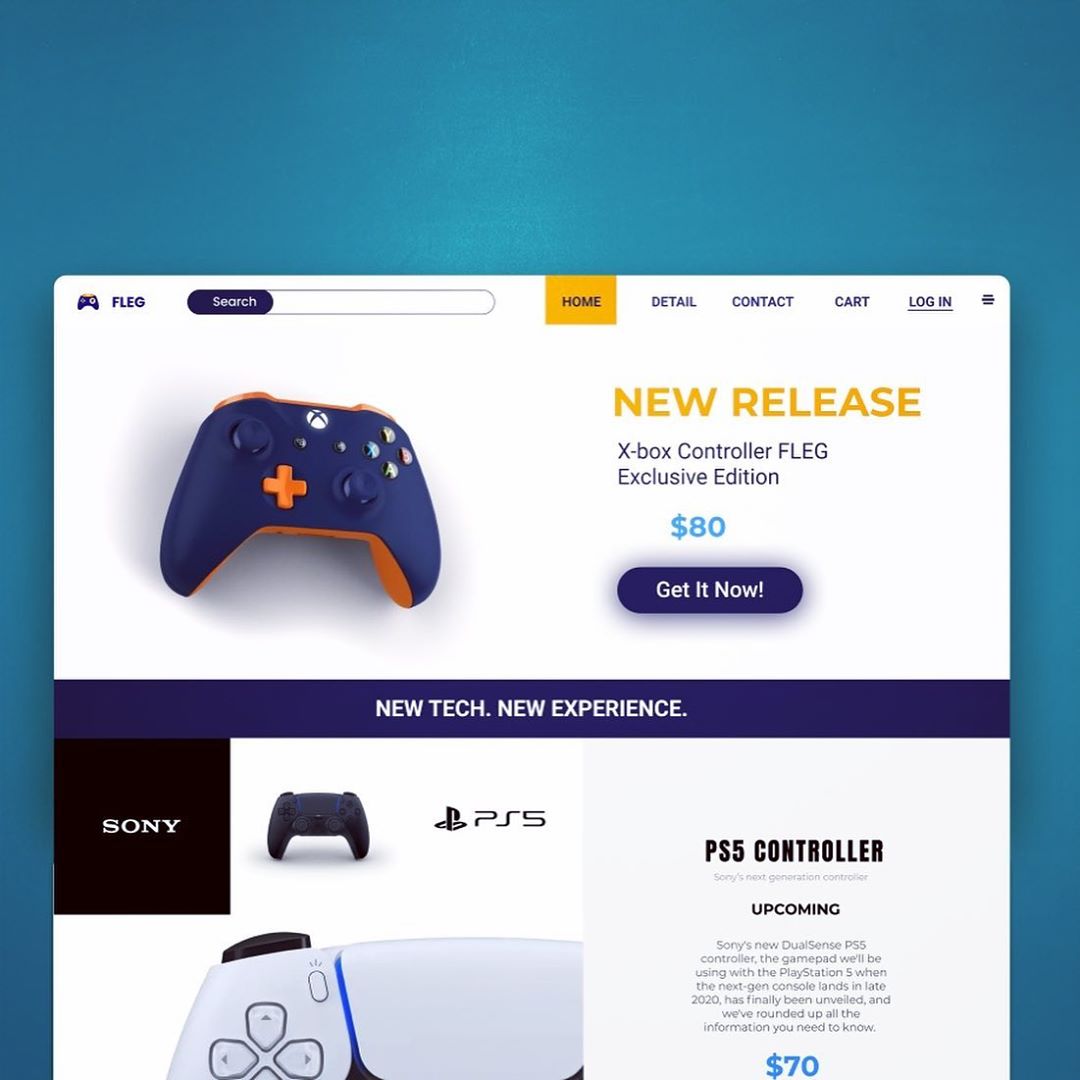 FLEG
Search
HOME
DETAIL
CONTACT
CART
LOG IN
NEW RELEASE
X-box Controller FLEG
Exclusive Edition
$80
Get It Now!
Y
X
B
A
NEW TECH. NEW EXPERIENCE.
SONY
PS5
PS5 CONTROLLER
Sony's next generation controller
UPCOMING
Sony's new DualSense PS5
controller, the gamepad we'll be
using with the PlayStation 5 when
the next-gen console lands in late
2020, has finally been unveiled, and
we've rounded up all the
information you need to know.
$70